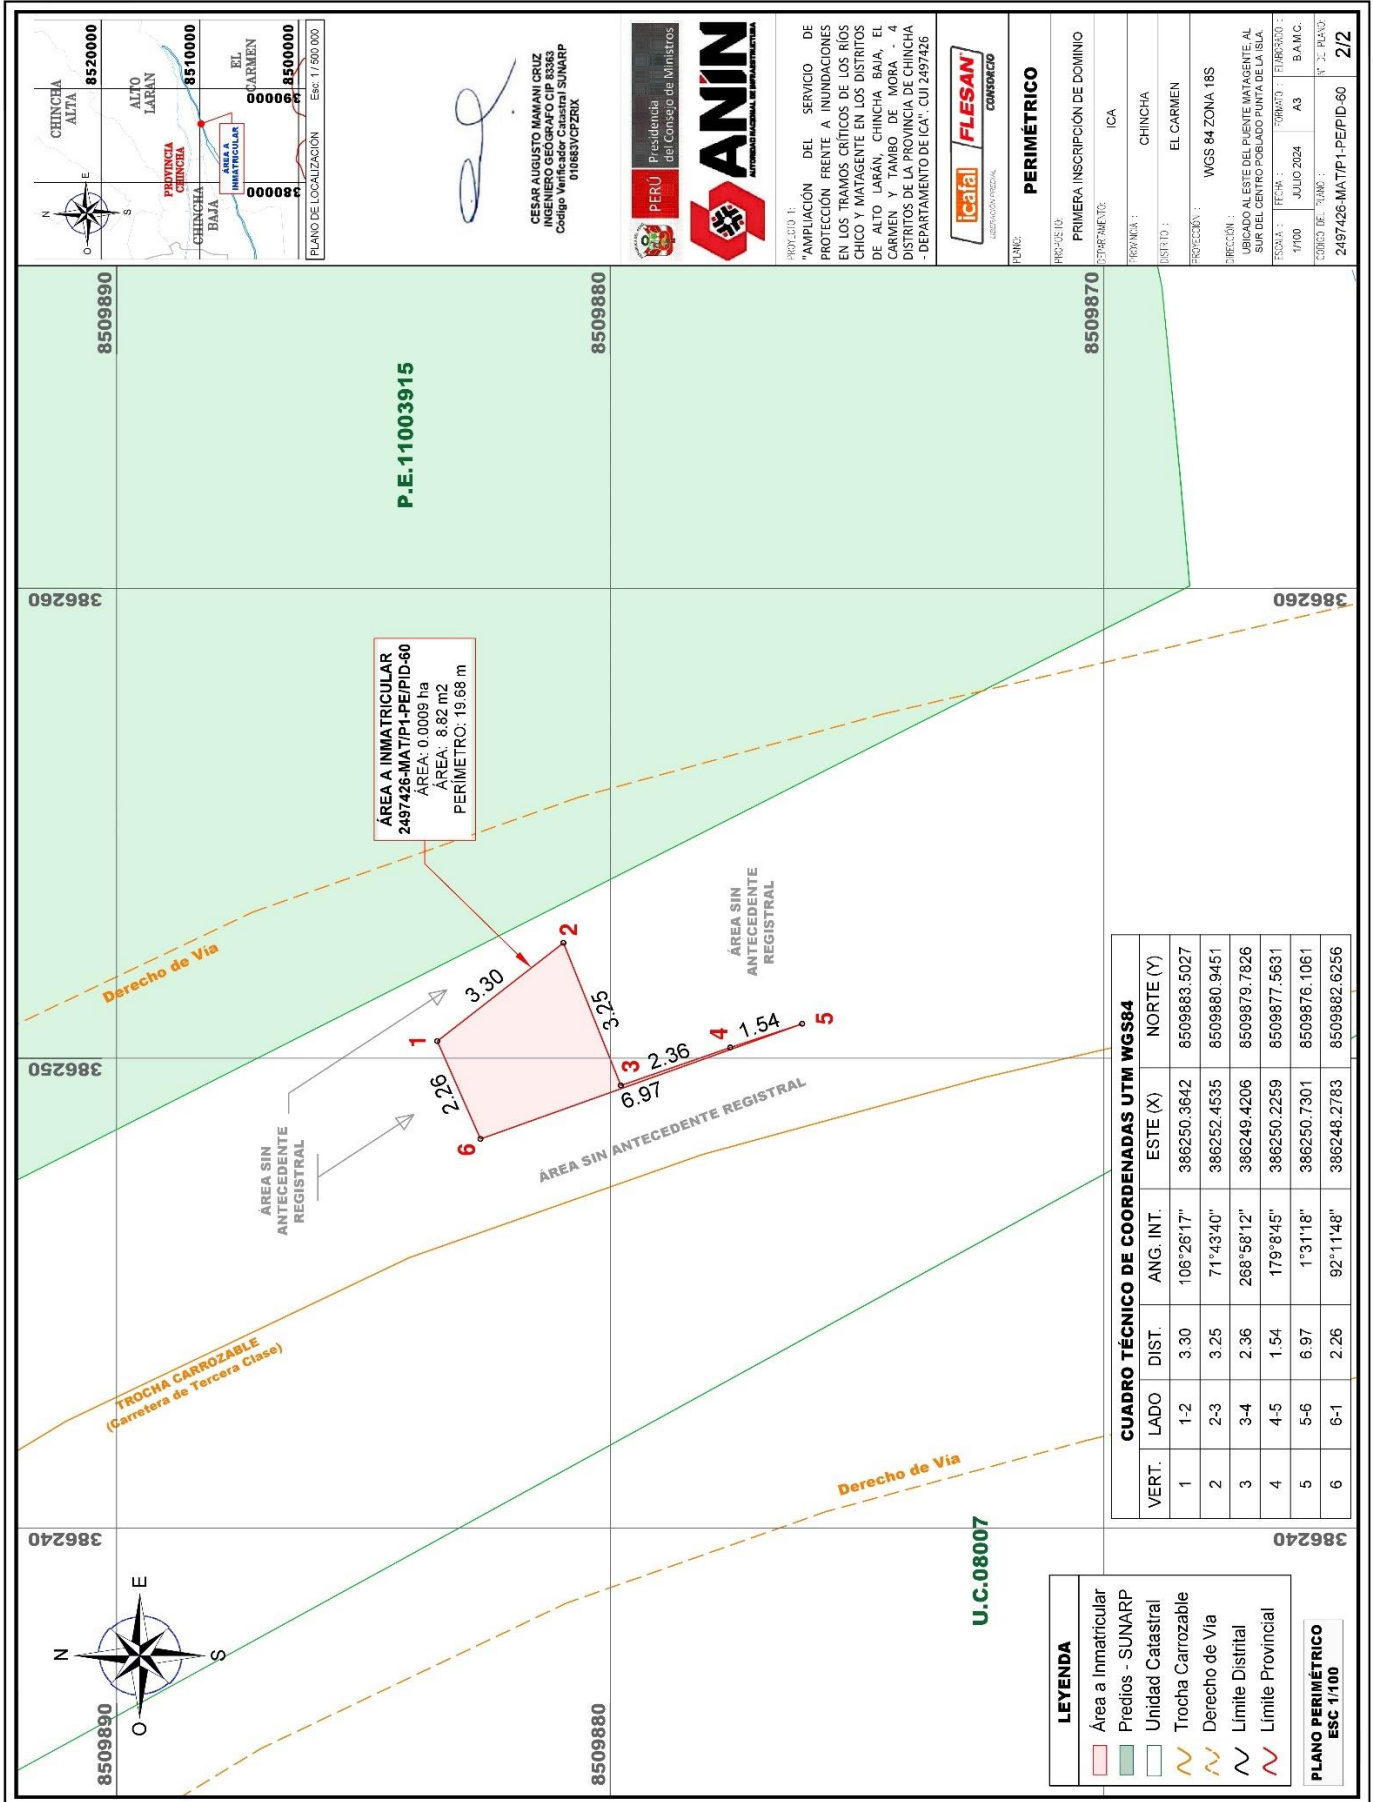 N
E
S
O
8509890
8509880
386240
386250
386260
8509890
8509880
8509870
386240
386260
TROCHA CARROZABLE
(Carretera de Tercera Clase)
Derecho de Vía
Derecho de Vía
ÁREA SIN
ANTECEDENTE
REGISTRAL
ÁREA SIN ANTECEDENTE REGISTRAL
ÁREA SIN
ANTECEDENTE
REGISTRAL
P.E.11003915
U.C.08007
ÁREA A INMATRICULAR
2497426-MAT/P1-PE/PID-60
ÁREA: 0.0009 ha
ÁREA: 8.82 m2
PERÍMETRO: 19.68 m
1
2
3
4
5
6
3.30
3.25
2.36
1.54
6.97
2.26
LEYENDA
Área a Inmatricular
Predios - SUNARP
Unidad Catastral
Trocha Carrozable
Derecho de Vía
Límite Distrital
Límite Provincial
PLANO PERIMÉTRICO
ESC 1/100
CUADRO TÉCNICO DE COORDENADAS UTM WGS84
VERT. LADO DIST. ANG. INT. ESTE (X) NORTE (Y)
1 1-2 3.30 106°26'17" 386250.3642 8509883.5027
2 2-3 3.25 71°43'40" 386252.4535 8509880.9451
3 3-4 2.36 268°58'12" 386249.4206 8509879.7826
4 4-5 1.54 179°8'45" 386250.2259 8509877.5631
5 5-6 6.97 1°31'18" 386250.7301 8509876.1061
6 6-1 2.26 92°11'48" 386248.2783 8509882.6256
N
E
S
O
CHINCHA
ALTA
8520000
ALTO
LARAN
8510000
PROVINCIA
CHINCHA
CHINCHA
BAJA
ÁREA A
INMATRICULAR
EL
CARMEN
8500000
380000
390000
PLANO DE LOCALIZACIÓN Esc: 1 / 500 000
CESAR AUGUSTO MAMANI CRUZ
INGENIERO GEÓGRAFO CIP 83363
Código Verificador Catastral SUNARP
010683VCPZRIX
PERÚ
Presidencia
del Consejo de Ministros
ANIN
AUTORIDAD NACIONAL DE INFRAESTRUCTURA
PROYECTO 1:
"AMPLIACIÓN DEL SERVICIO DE
PROTECCIÓN FRENTE A INUNDACIONES
EN LOS TRAMOS CRÍTICOS DE LOS RÍOS
CHICO Y MATAGENTE EN LOS DISTRITOS
DE ALTO LARÁN, CHINCHA BAJA, EL
CARMEN Y TAMBO DE MORA - 4
DISTRITOS DE LA PROVINCIA DE CHINCHA
- DEPARTAMENTO DE ICA". CUI 2497426
icafal
FLESAN
CONSORCIO
LIBERACIÓN PREDIAL
PLANO:
PERIMÉTRICO
PROPÓSITO:
PRIMERA INSCRIPCIÓN DE DOMINIO
DEPARTAMENTO:
ICA
PROVINCIA :
CHINCHA
DISTRITO :
EL CARMEN
PROYECCIÓN :
WGS 84 ZONA 18S
DIRECCIÓN :
UBICADO AL ESTE DEL PUENTE MATAGENTE, AL
SUR DEL CENTRO POBLADO PUNTA DE LA ISLA.
ESCALA : FECHA : FORMATO : ELABORADO :
1/100 JULIO 2024 A3 B.A.M.C.
CÓDIGO DEL PLANO : N° DE PLANO:
2497426-MAT/P1-PE/PID-60 2/2